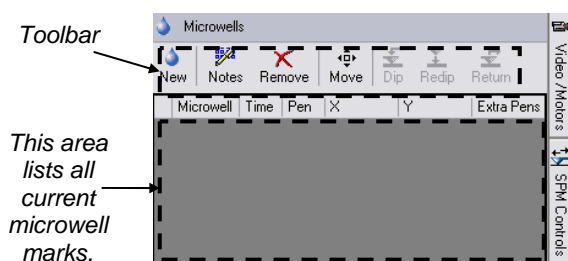 Toolbar
Microwells
New Notes Remove Move Dip Redip Return
Microwell Time Pen X Y Extra Pens
This area
lists all
current
microwell
marks.
Video /Motors
SPM Controls